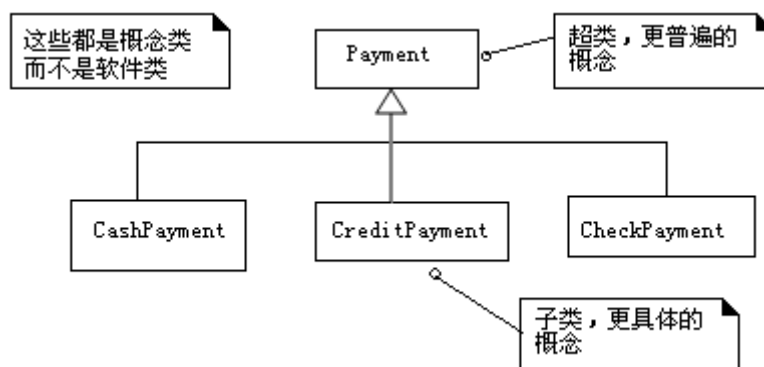 这些都是概念类
而不是软件类
Payment
超类，更普遍的
概念
CashPayment
CreditPayment
CheckPayment
子类，更具体的
概念